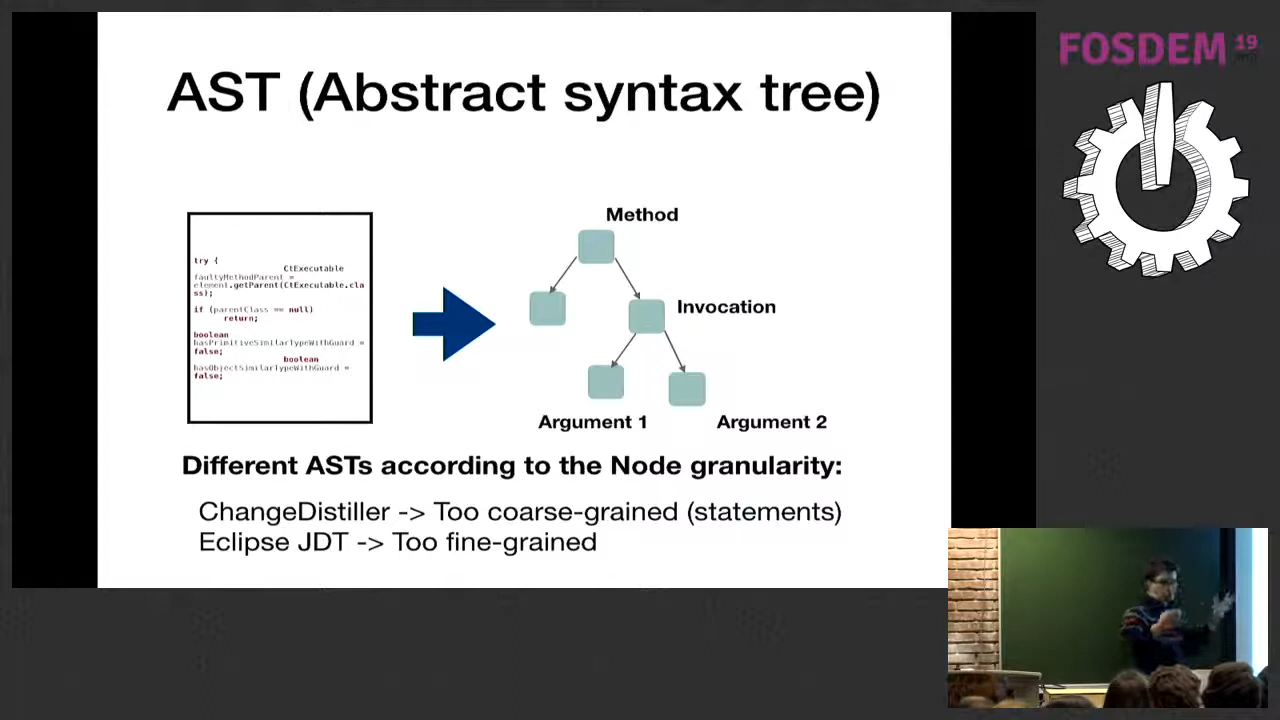 AST (Abstract syntax tree)
FOSDEM 19
try {
CtExecutable
faultyMethodParent =
element.getParent(CtExecutable.cla
ss);
if (parentClass == null)
return;
boolean
hasPrimitiveSimilarTypeWithGuard =
false;
boolean
hasObjectSimilarTypeWithGuard =
false;
Method
Invocation
Argument 1
Argument 2
Different ASTs according to the Node granularity:
ChangeDistiller -> Too coarse-grained (statements)
Eclipse JDT -> Too fine-grained